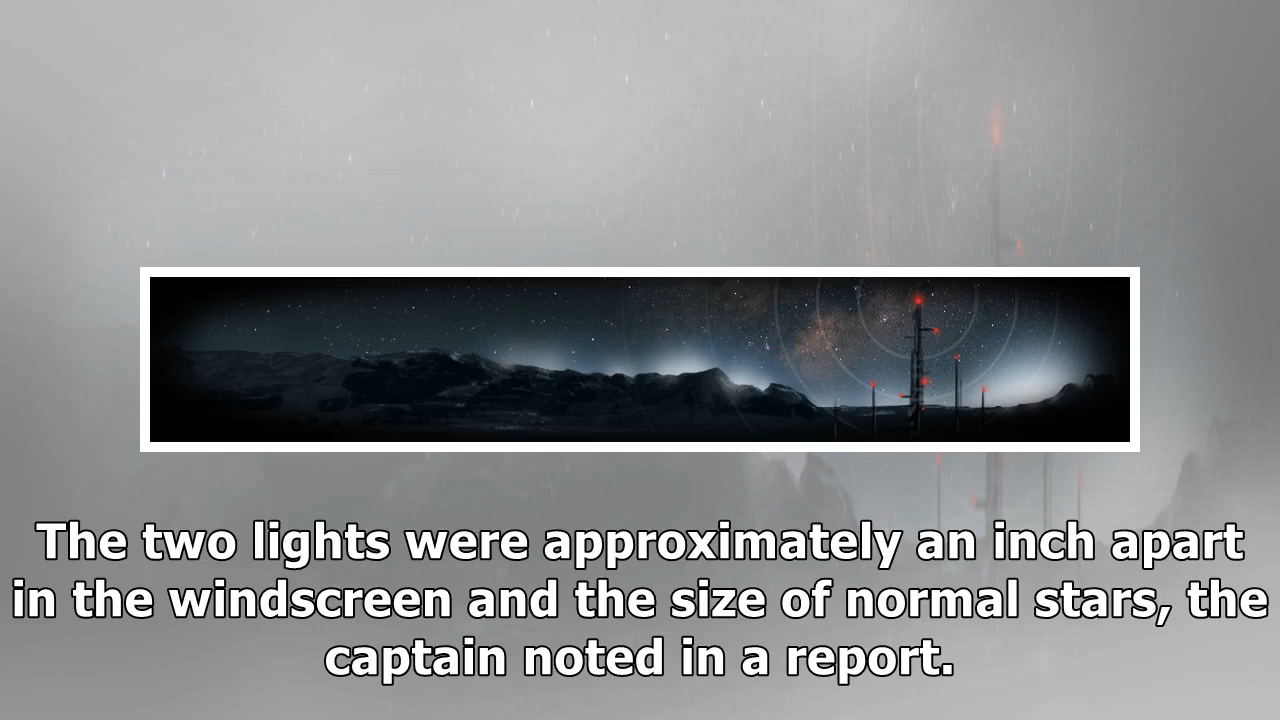 The two lights were approximately an inch apart
in the windscreen and the size of normal stars, the
captain noted in a report.